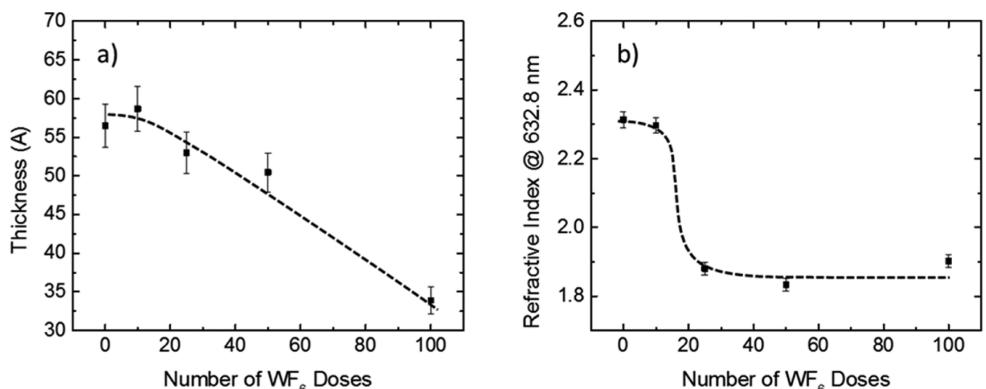 a)
Thickness (A)
70
65
60
55
50
45
40
35
30
0 20 40 60 80 100
Number of WF₆ Doses
b)
Refractive Index @ 632.8 nm
2.6
2.4
2.2
2.0
1.8
0 20 40 60 80 100
Number of WF₆ Doses